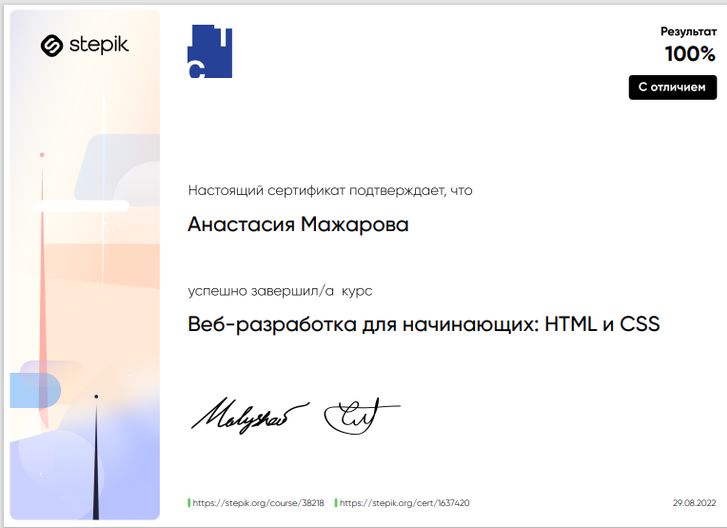 stepik
Результат
100%
С отличием
Настоящий сертификат подтверждает, что
Анастасия Мажарова
успешно завершил/а курс
Веб-разработка для начинающих: HTML и CSS
https://stepik.org/course/38218 https://stepik.org/cert/1637420
29.08.2022